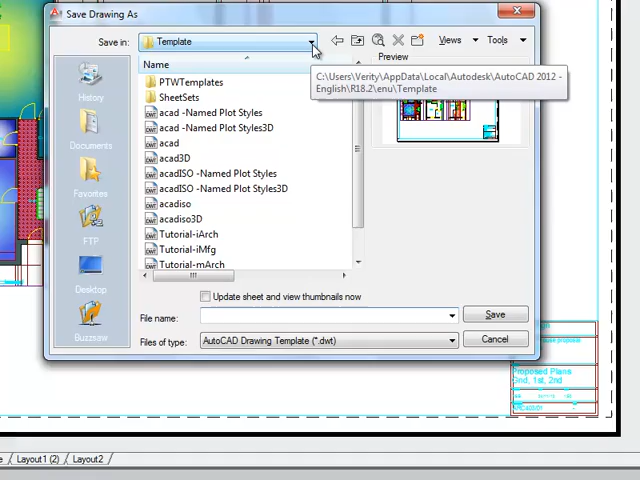 Save Drawing As
Save in: Template Views Tools
Name
Preview
C:\Users\Verity\AppData\Local\Autodesk\AutoCAD 2012 -
English\R18.2\enu\Template
History
Documents
Favorites
FTP
Desktop
Buzzsaw
PTWTemplates
SheetSets
acad -Named Plot Styles
acad -Named Plot Styles3D
acad
acad3D
acadISO -Named Plot Styles
acadISO -Named Plot Styles3D
acadiso
acadiso3D
Tutorial-iArch
Tutorial-iMfg
Tutorial-mArch
Update sheet and view thumbnails now
File name: Save
Files of type: AutoCAD Drawing Template (*.dwt) Cancel
Proposed Plans
2nd, 1st, 2nd
Layout1 (2) Layout2